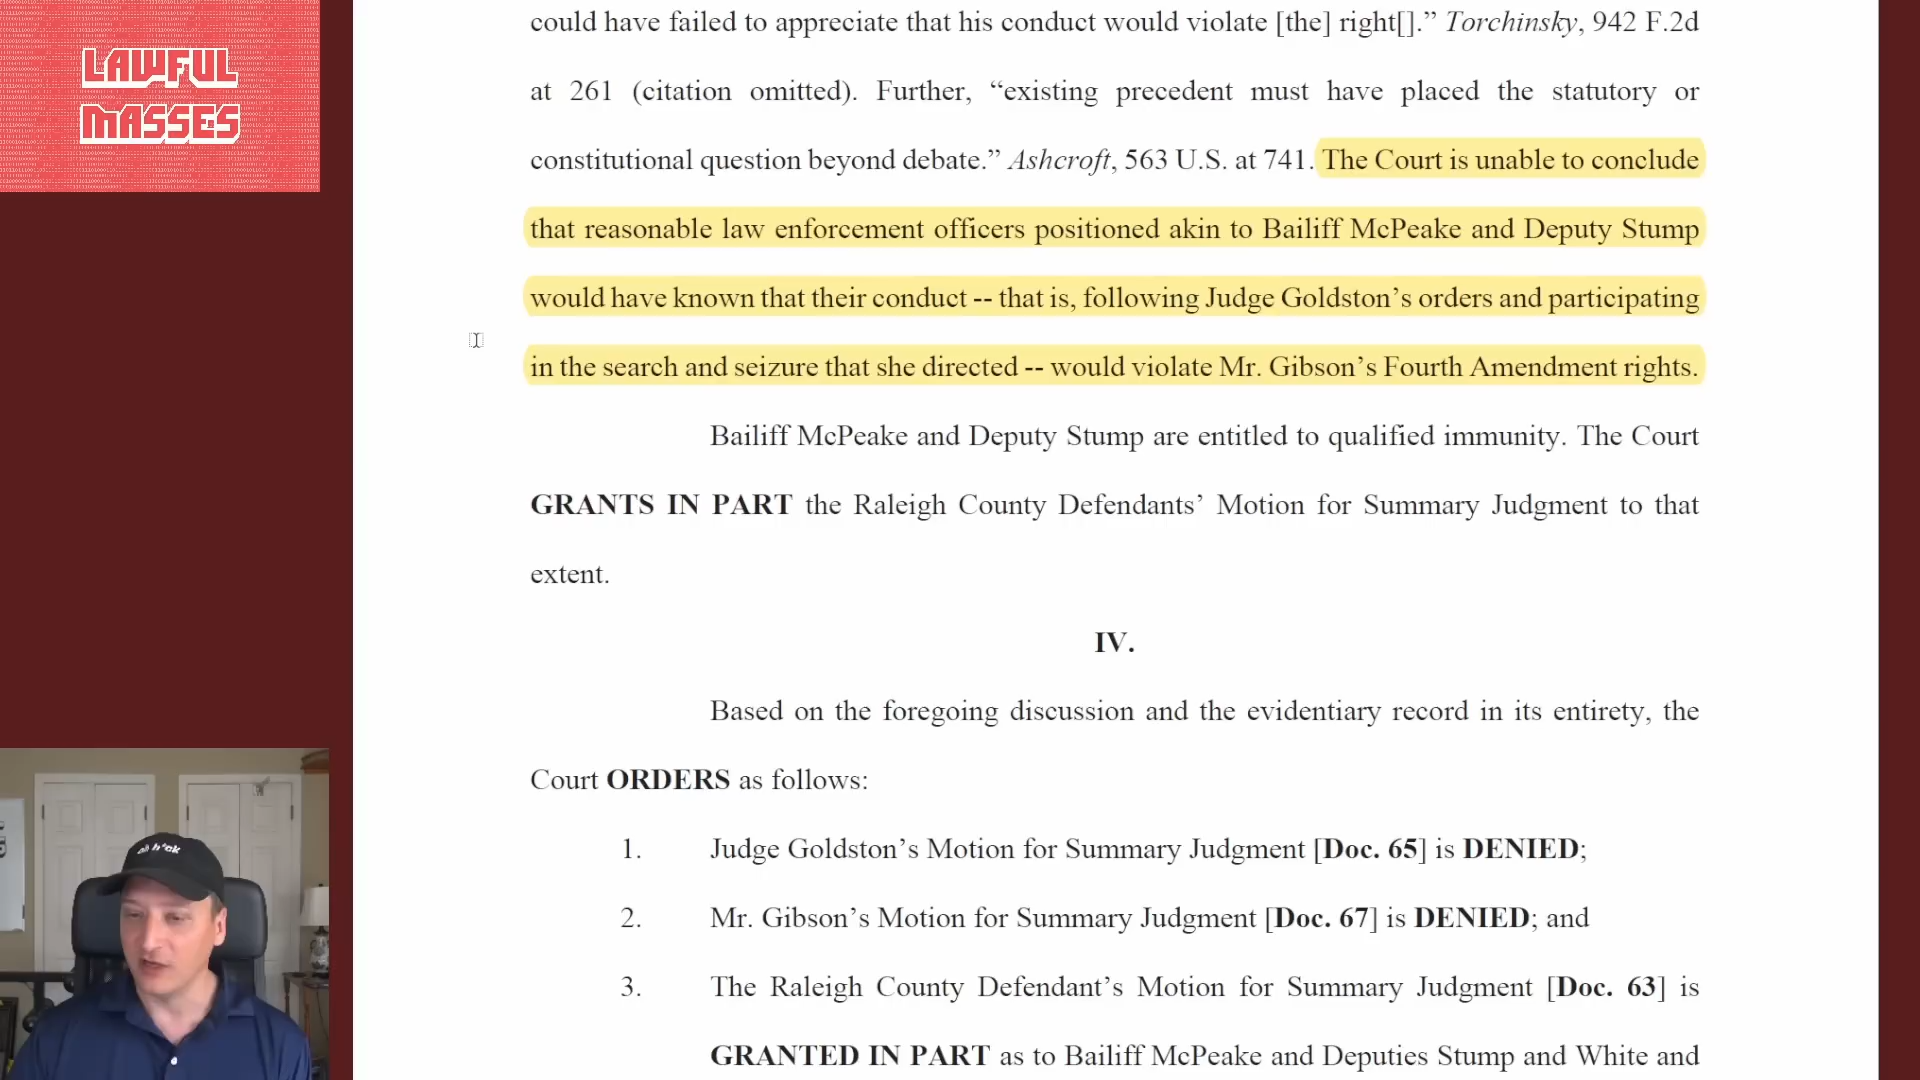 LAWFUL
MASSES
could have failed to appreciate that his conduct would violate [the] right[].” Torchinsky, 942 F.2d
at 261 (citation omitted). Further, “existing precedent must have placed the statutory or
constitutional question beyond debate.” Ashcroft, 563 U.S. at 741. The Court is unable to conclude
that reasonable law enforcement officers positioned akin to Bailiff McPeake and Deputy Stump
would have known that their conduct -- that is, following Judge Goldston’s orders and participating
in the search and seizure that she directed -- would violate Mr. Gibson’s Fourth Amendment rights.
Bailiff McPeake and Deputy Stump are entitled to qualified immunity. The Court
GRANTS IN PART the Raleigh County Defendants’ Motion for Summary Judgment to that
extent.
IV.
Based on the foregoing discussion and the evidentiary record in its entirety, the
Court ORDERS as follows:
1. Judge Goldston’s Motion for Summary Judgment [Doc. 65] is DENIED;
2. Mr. Gibson’s Motion for Summary Judgment [Doc. 67] is DENIED; and
3. The Raleigh County Defendant’s Motion for Summary Judgment [Doc. 63] is
GRANTED IN PART as to Bailiff McPeake and Deputies Stump and White and